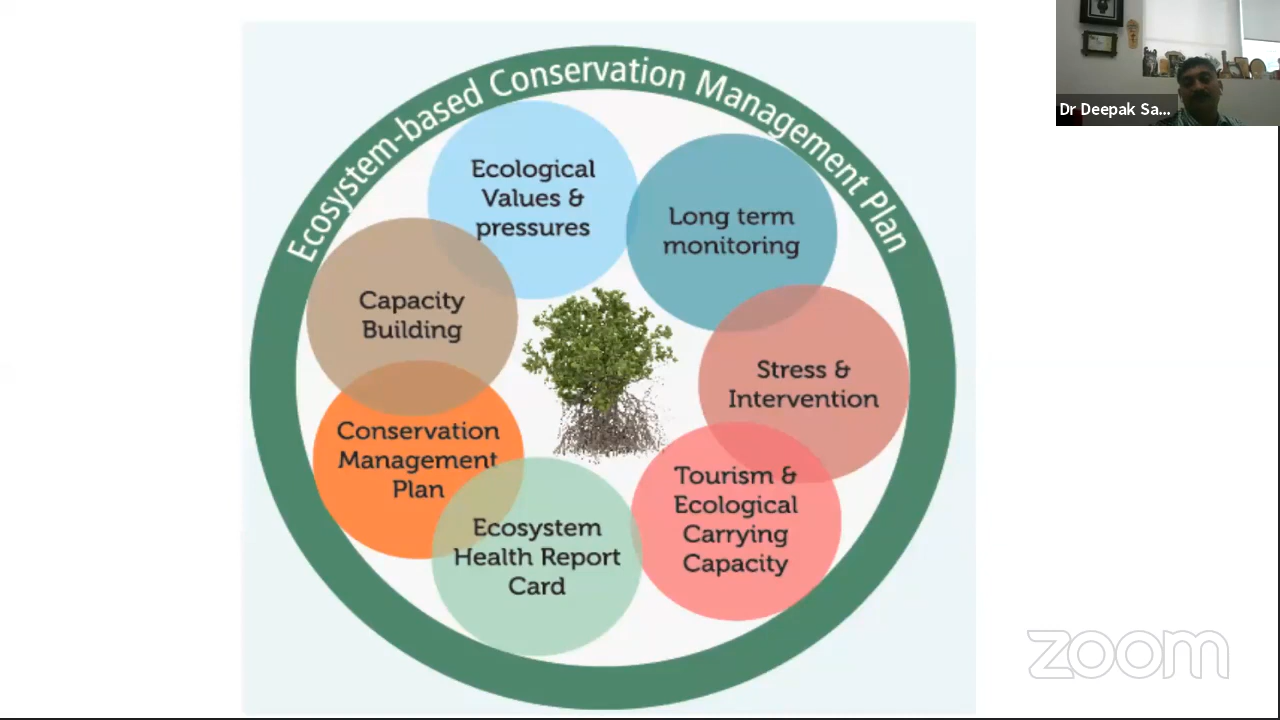 Ecosystem-based Conservation Management Plan
Ecological
Values &
pressures
Long term
monitoring
Stress &
Intervention
Tourism &
Ecological
Carrying
Capacity
Ecosystem
Health Report
Card
Conservation
Management
Plan
Capacity
Building
Dr Deepak Sa...
zoom